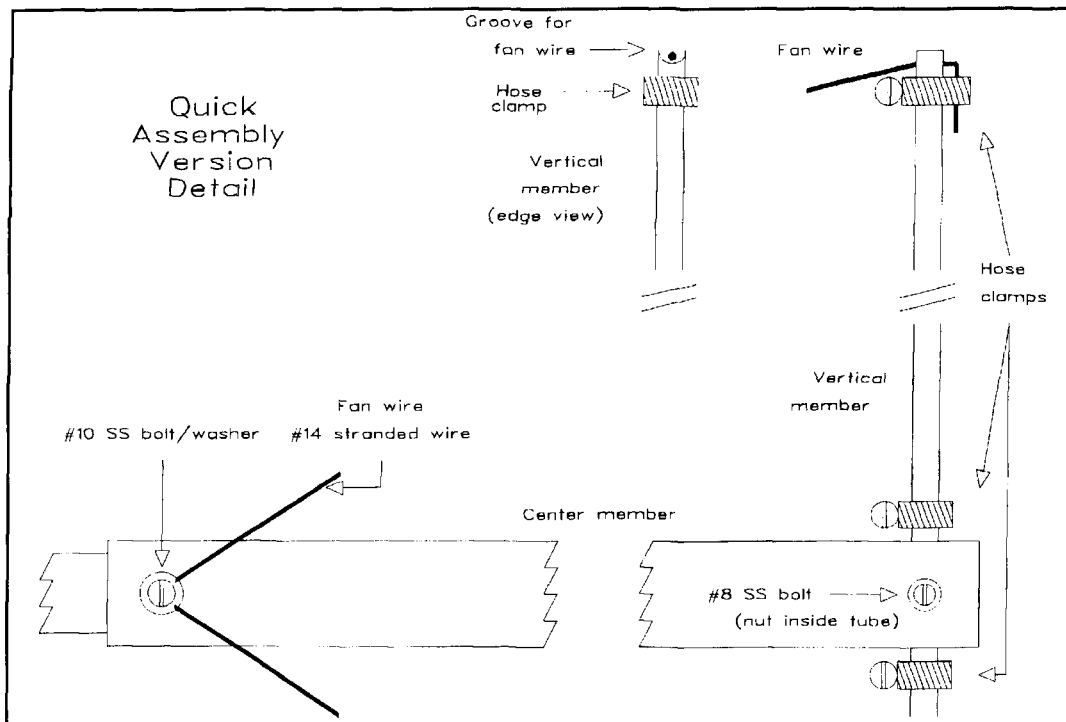 Quick
Assembly
Version
Detail
Groove for
fan wire
Hose
clamp
Vertical
member
(edge view)
Fan wire
Hose
clamps
Vertical
member
Fan wire
#10 SS bolt/washer
#14 stranded wire
Center member
#8 SS bolt
(nut inside tube)